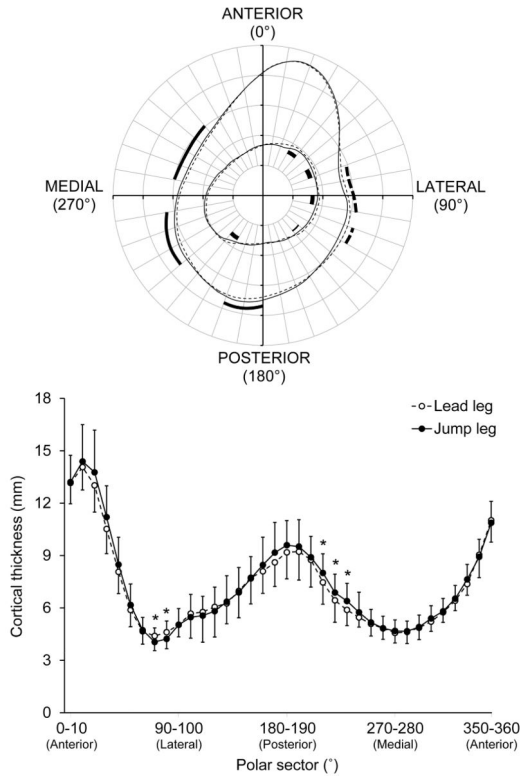 ANTERIOR
(0°)
MEDIAL
(270°)
LATERAL
(90°)
POSTERIOR
(180°)
18
15
12
9
6
3
0
Cortical thickness (mm)
Lead leg
Jump leg
*
*
*
*
*
0-10
(Anterior)
90-100
(Lateral)
180-190
(Posterior)
270-280
(Medial)
350-360
(Anterior)
Polar sector (°)